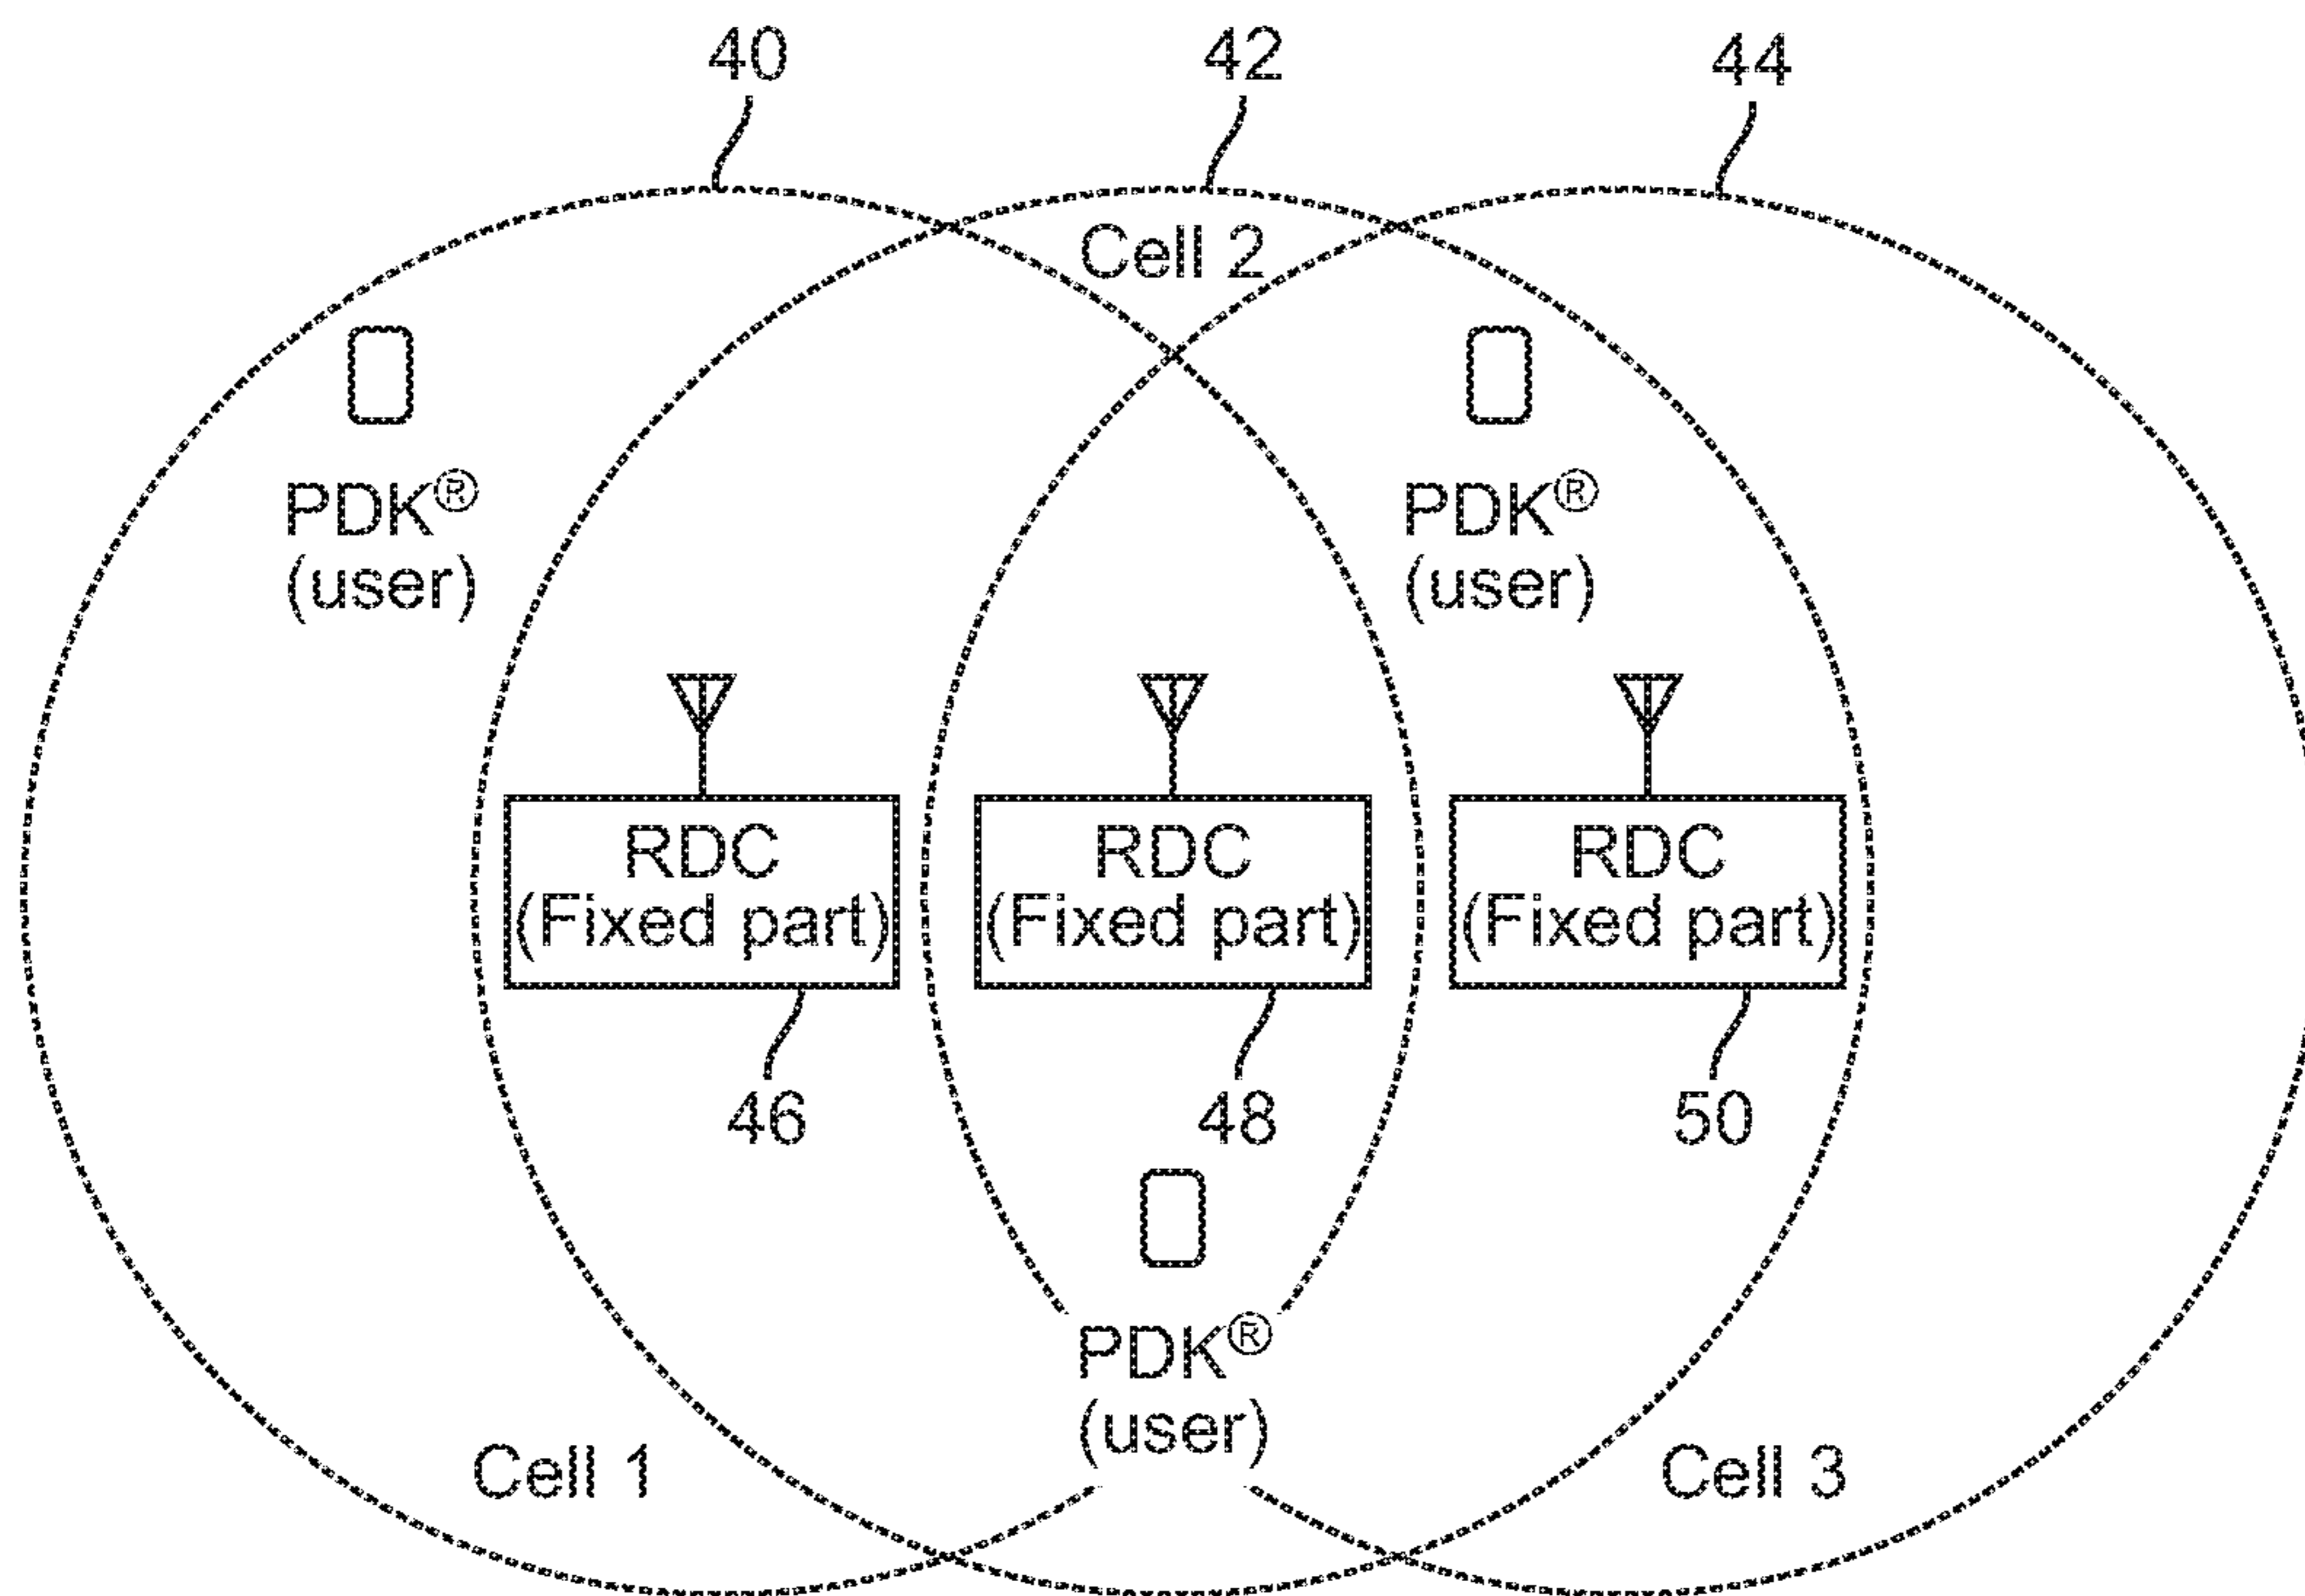 40
42
44
Cell 2
PDK®
(user)
PDK®
(user)
RDC
(Fixed part)
RDC
(Fixed part)
RDC
(Fixed part)
46
48
50
PDK®
(user)
Cell 1
Cell 3